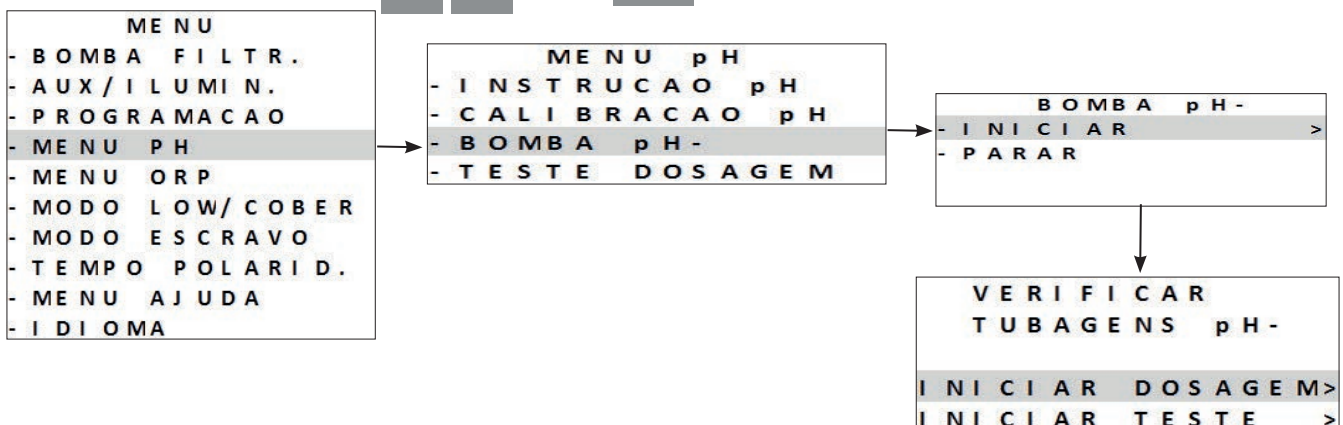 MENU
- BOMBA FILTR.
- AUX/ILUMIN.
- PROGRAMACAO
- MENU PH
- MENU ORP
- MODO LOW/COBER
- MODO ESCRAVO
- TEMPO POLARID.
- MENU AJUDA
- IDIOMA
MENU pH
- INSTRUCAO pH
- CALIBRACAO pH
- BOMBA pH-
- TESTE DOSAGEM
BOMBA pH-
- INICIAR >
- PARAR
VERIFICAR
TUBAGENS pH-
INICIAR DOSAGEM>
INICIAR TESTE >